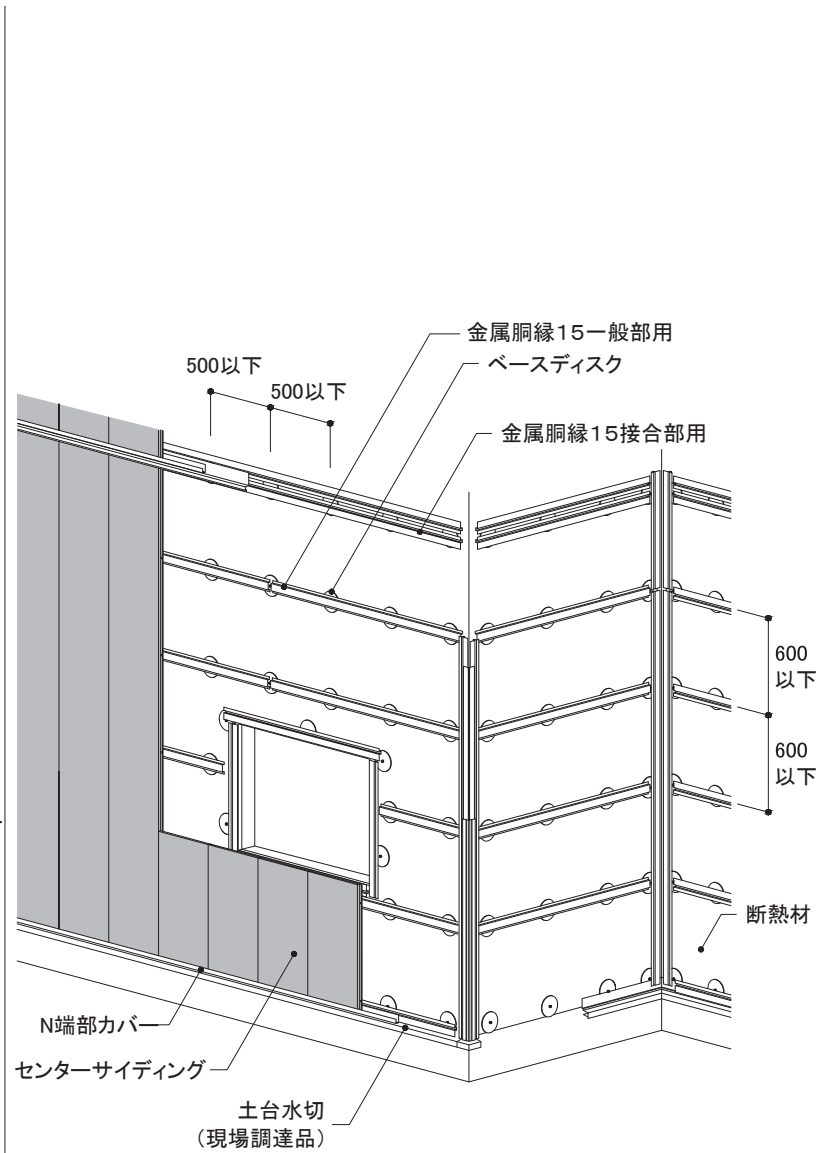 金属胴縁15一般部用
500以下
ベースディスク
500以下
金属胴縁15接合部用
600
以下
600
以下
断熱材
N端部カバー
センターサイディング
土台水切
（現場調達品）